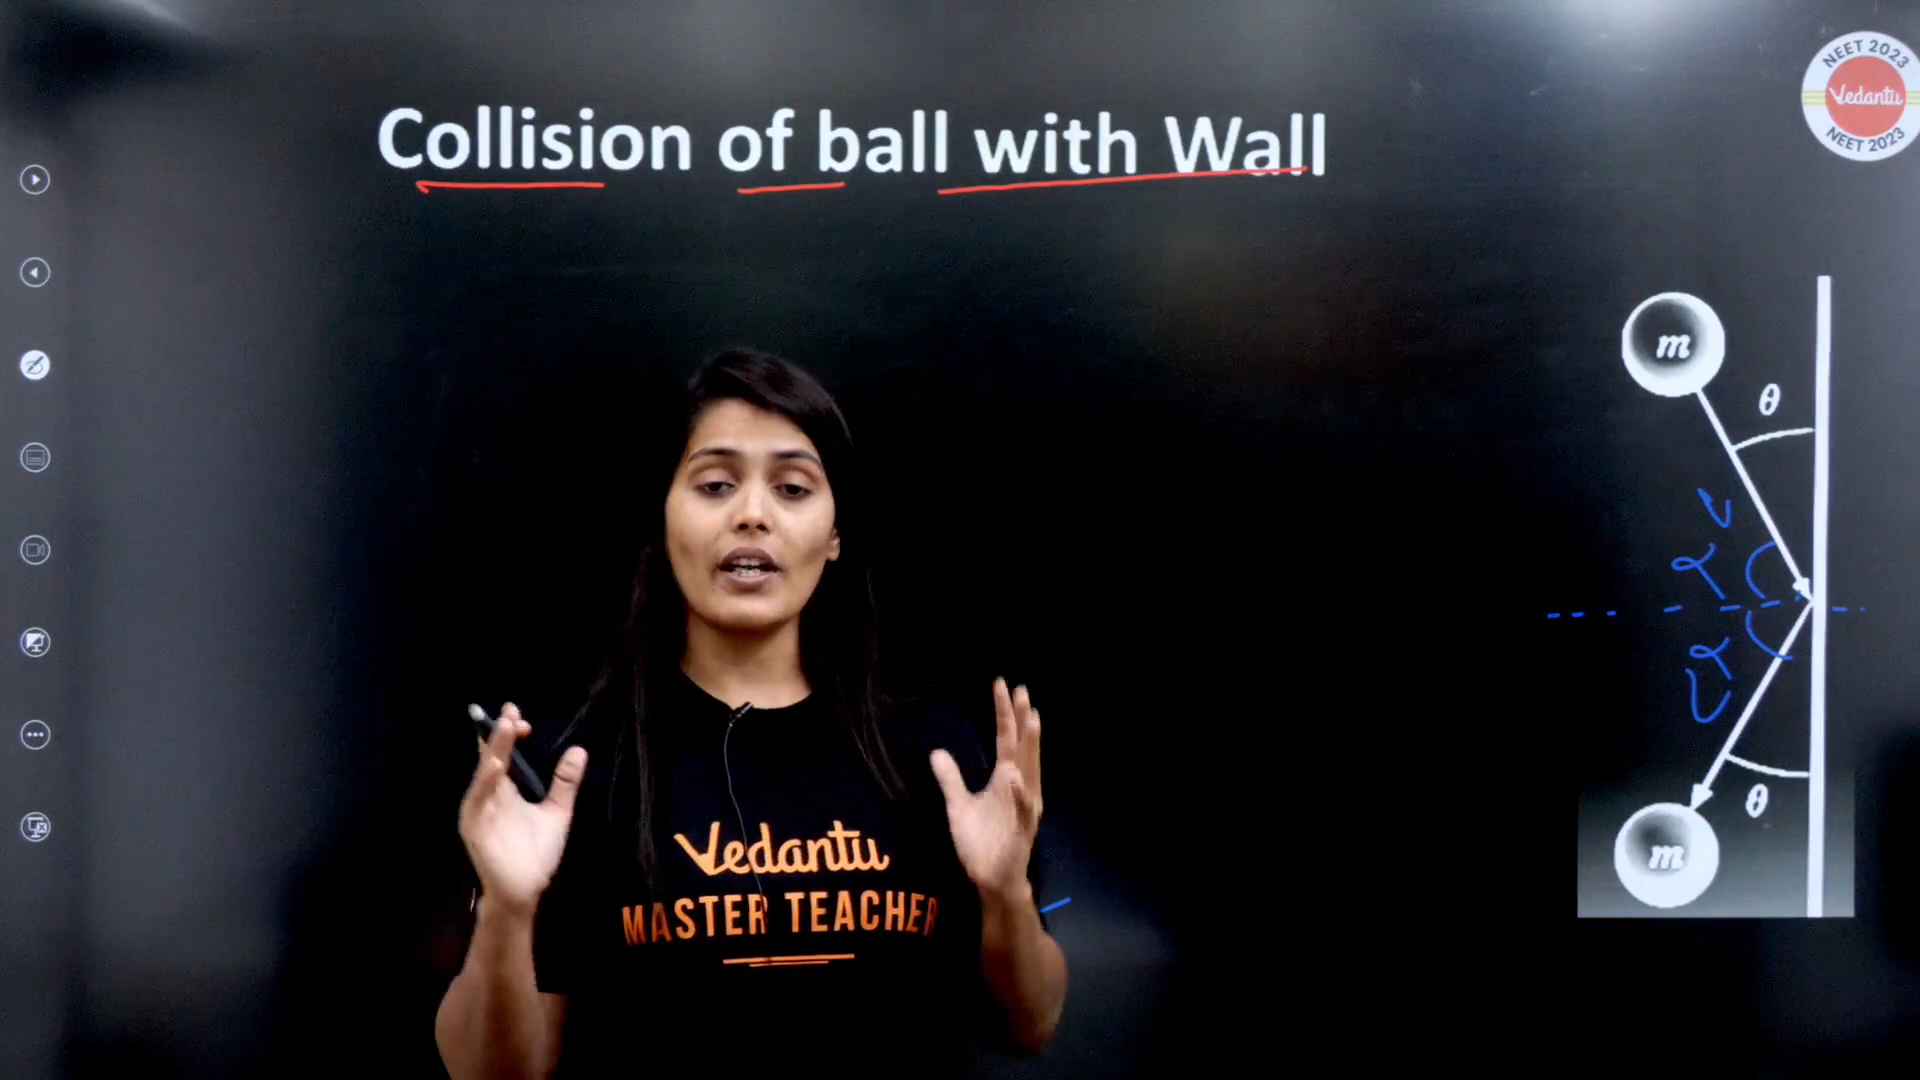 Collision of ball with Wall
NEET 2023
Vedantu
NEET 2023
m
θ
α
α
θ
m
Vedantu
MASTER TEACHER